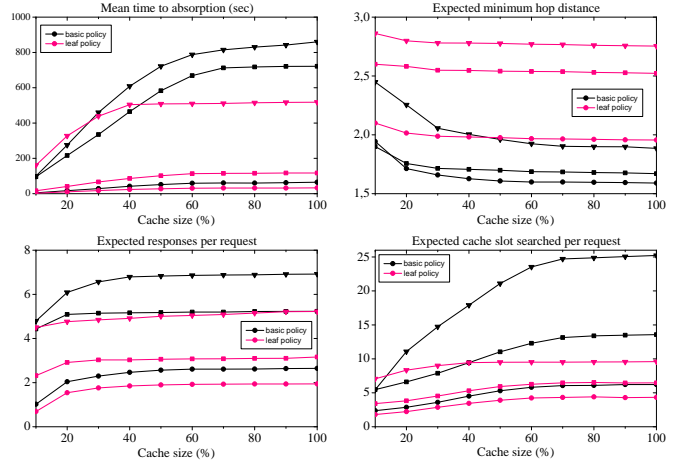 Mean time to absorption (sec)
1000
800
600
400
200
0
basic policy
leaf policy
20 40 60 80 100
Cache size (%)
Expected minimum hop distance
3,0
2,5
2,0
1,5
basic policy
leaf policy
20 40 60 80 100
Cache size (%)
Expected responses per request
8
6
4
2
0
basic policy
leaf policy
20 40 60 80 100
Cache size (%)
Expected cache slot searched per request
25
20
15
10
5
0
basic policy
leaf policy
20 40 60 80 100
Cache size (%)